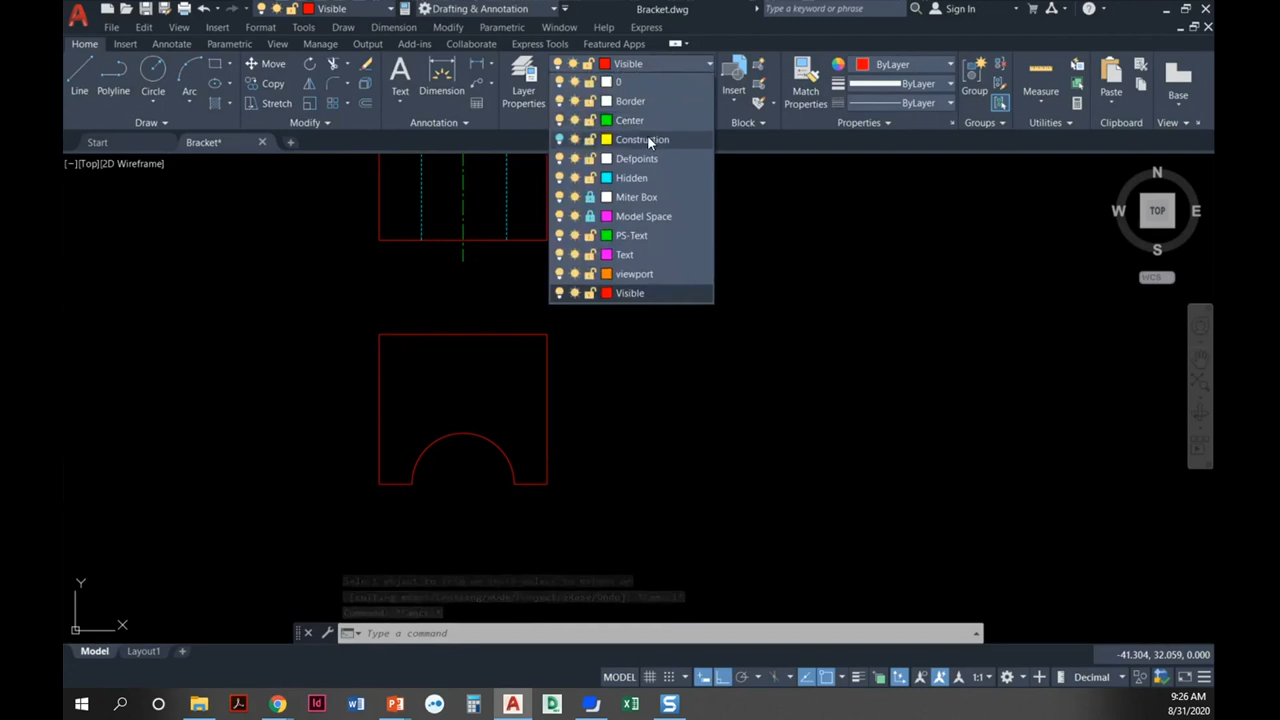 Visible
Drafting & Annotation
Bracket.dwg
Type a keyword or phrase
Sign In
File Edit View Insert Format Tools Draw Dimension Modify Parametric Window Help Express
Home Insert Annotate Parametric View Manage Output Add-ins Collaborate Express Tools Featured Apps
Line Polyline Circle Arc
Move
Copy
Stretch
Text
Dimension
Layer
Properties
Visible
0
Border
Center
Construction
Defpoints
Hidden
Miter Box
Model Space
PS-Text
Text
viewport
Visible
Insert
Match
Properties
ByLayer
ByLayer
ByLayer
Group
Measure
Paste
Base
Draw
Modify
Annotation
Block
Properties
Groups
Utilities
Clipboard
View
Start
Bracket*
[−][Top][2D Wireframe]
N
W TOP E
S
WCS
Y
X
Type a command
Model Layout1
-41.304, 32.059, 0.000
MODEL
1:1
Decimal
9:26 AM
8/31/2020